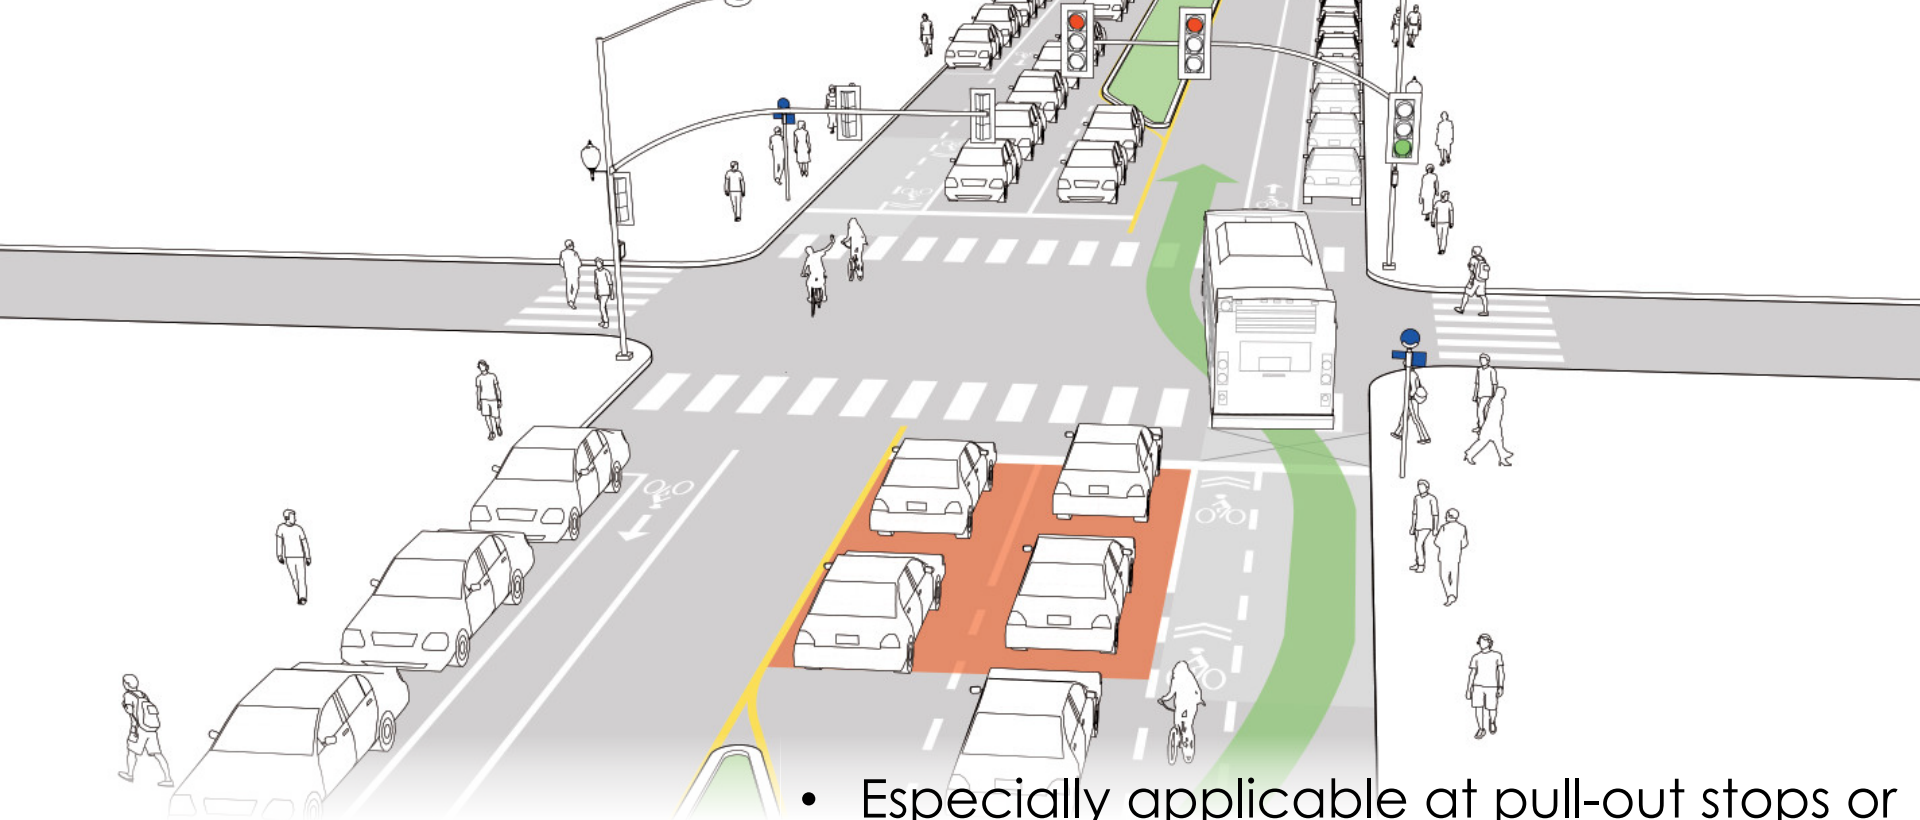 • Especially applicable at pull-out stops or